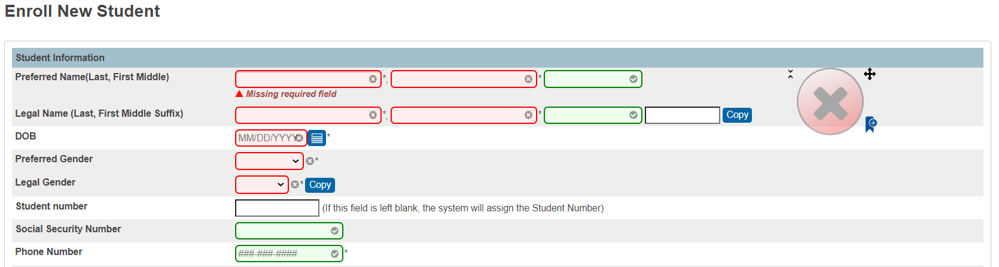 Enroll New Student
Student Information
Preferred Name(Last, First Middle) *, *
Missing required field
Legal Name (Last, First Middle Suffix) *, * Copy
DOB MM/DD/YYYY *
Preferred Gender *
Legal Gender * Copy
Student number (If this field is left blank, the system will assign the Student Number)
Social Security Number
Phone Number ###-###-#### *